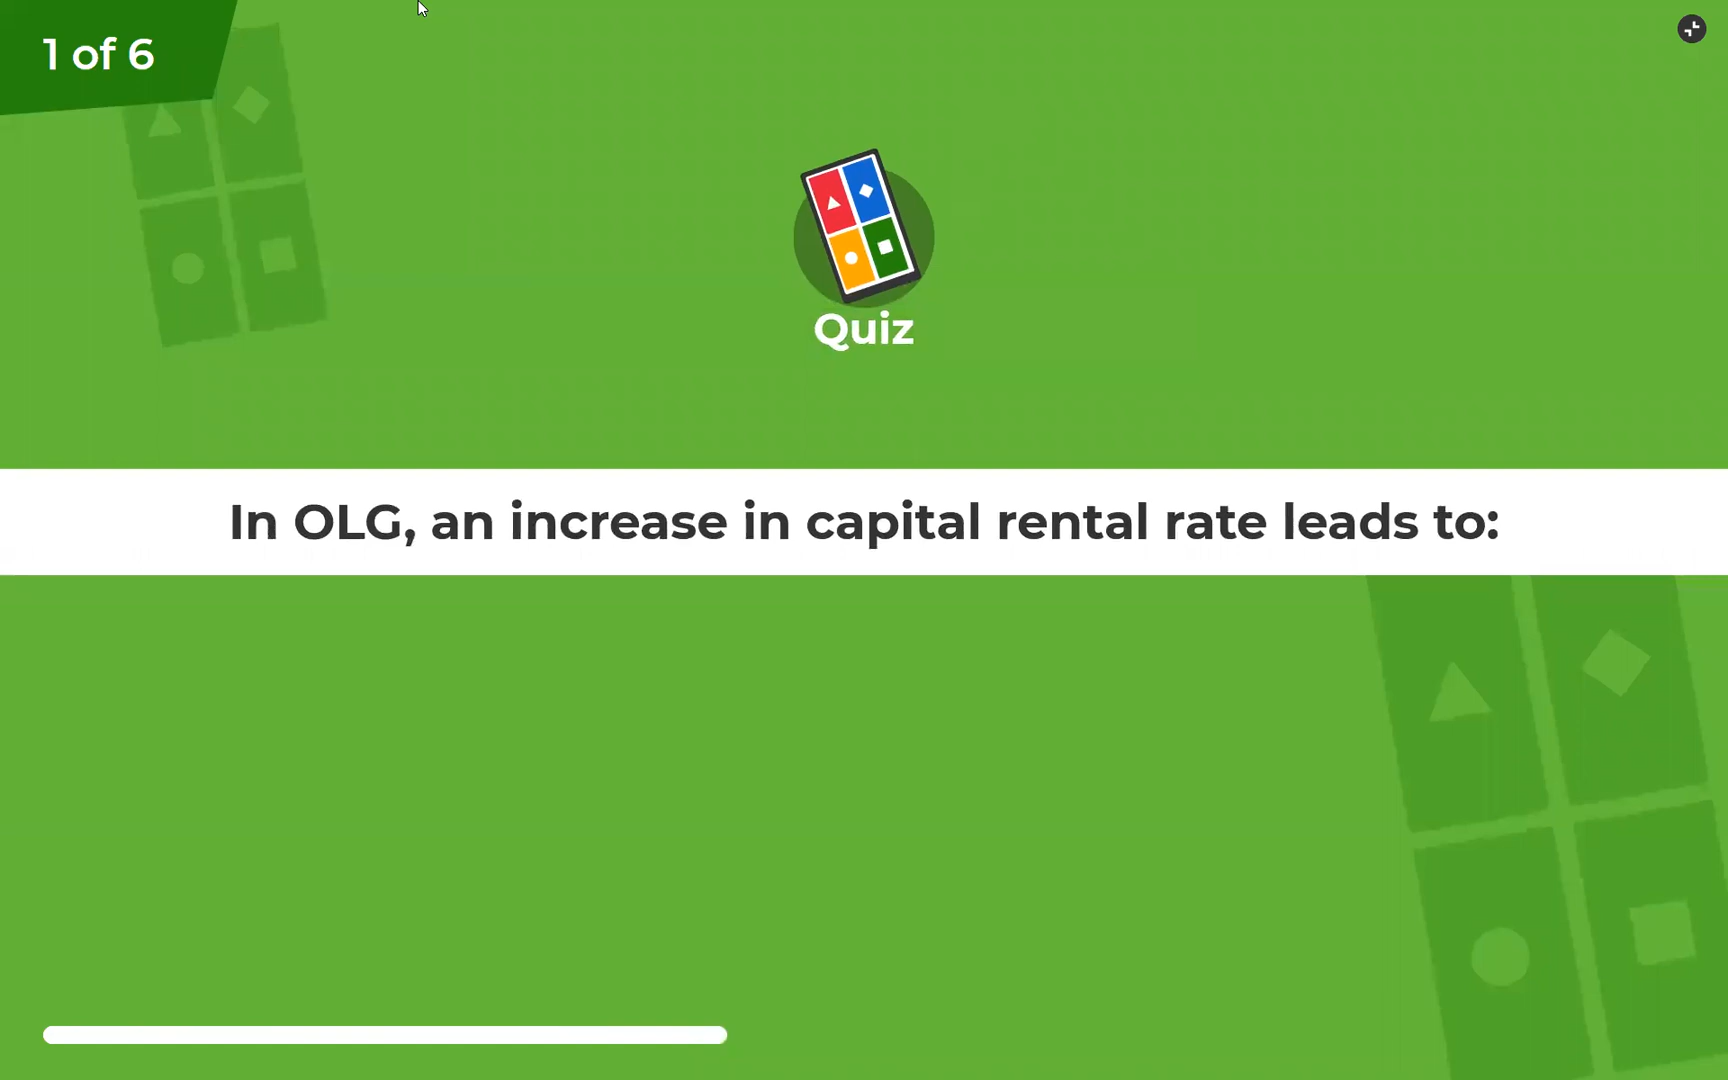 1 of 6
Quiz
In OLG, an increase in capital rental rate leads to: